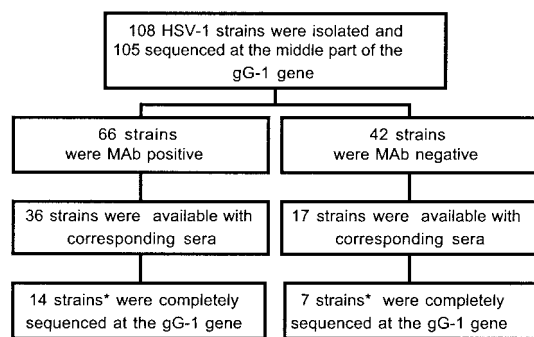 108 HSV-1 strains were isolated and
105 sequenced at the middle part of the
gG-1 gene
66 strains
were MAb positive
42 strains
were MAb negative
36 strains were available with
corresponding sera
17 strains were available with
corresponding sera
14 strains* were completely
sequenced at the gG-1 gene
7 strains* were completely
sequenced at the gG-1 gene